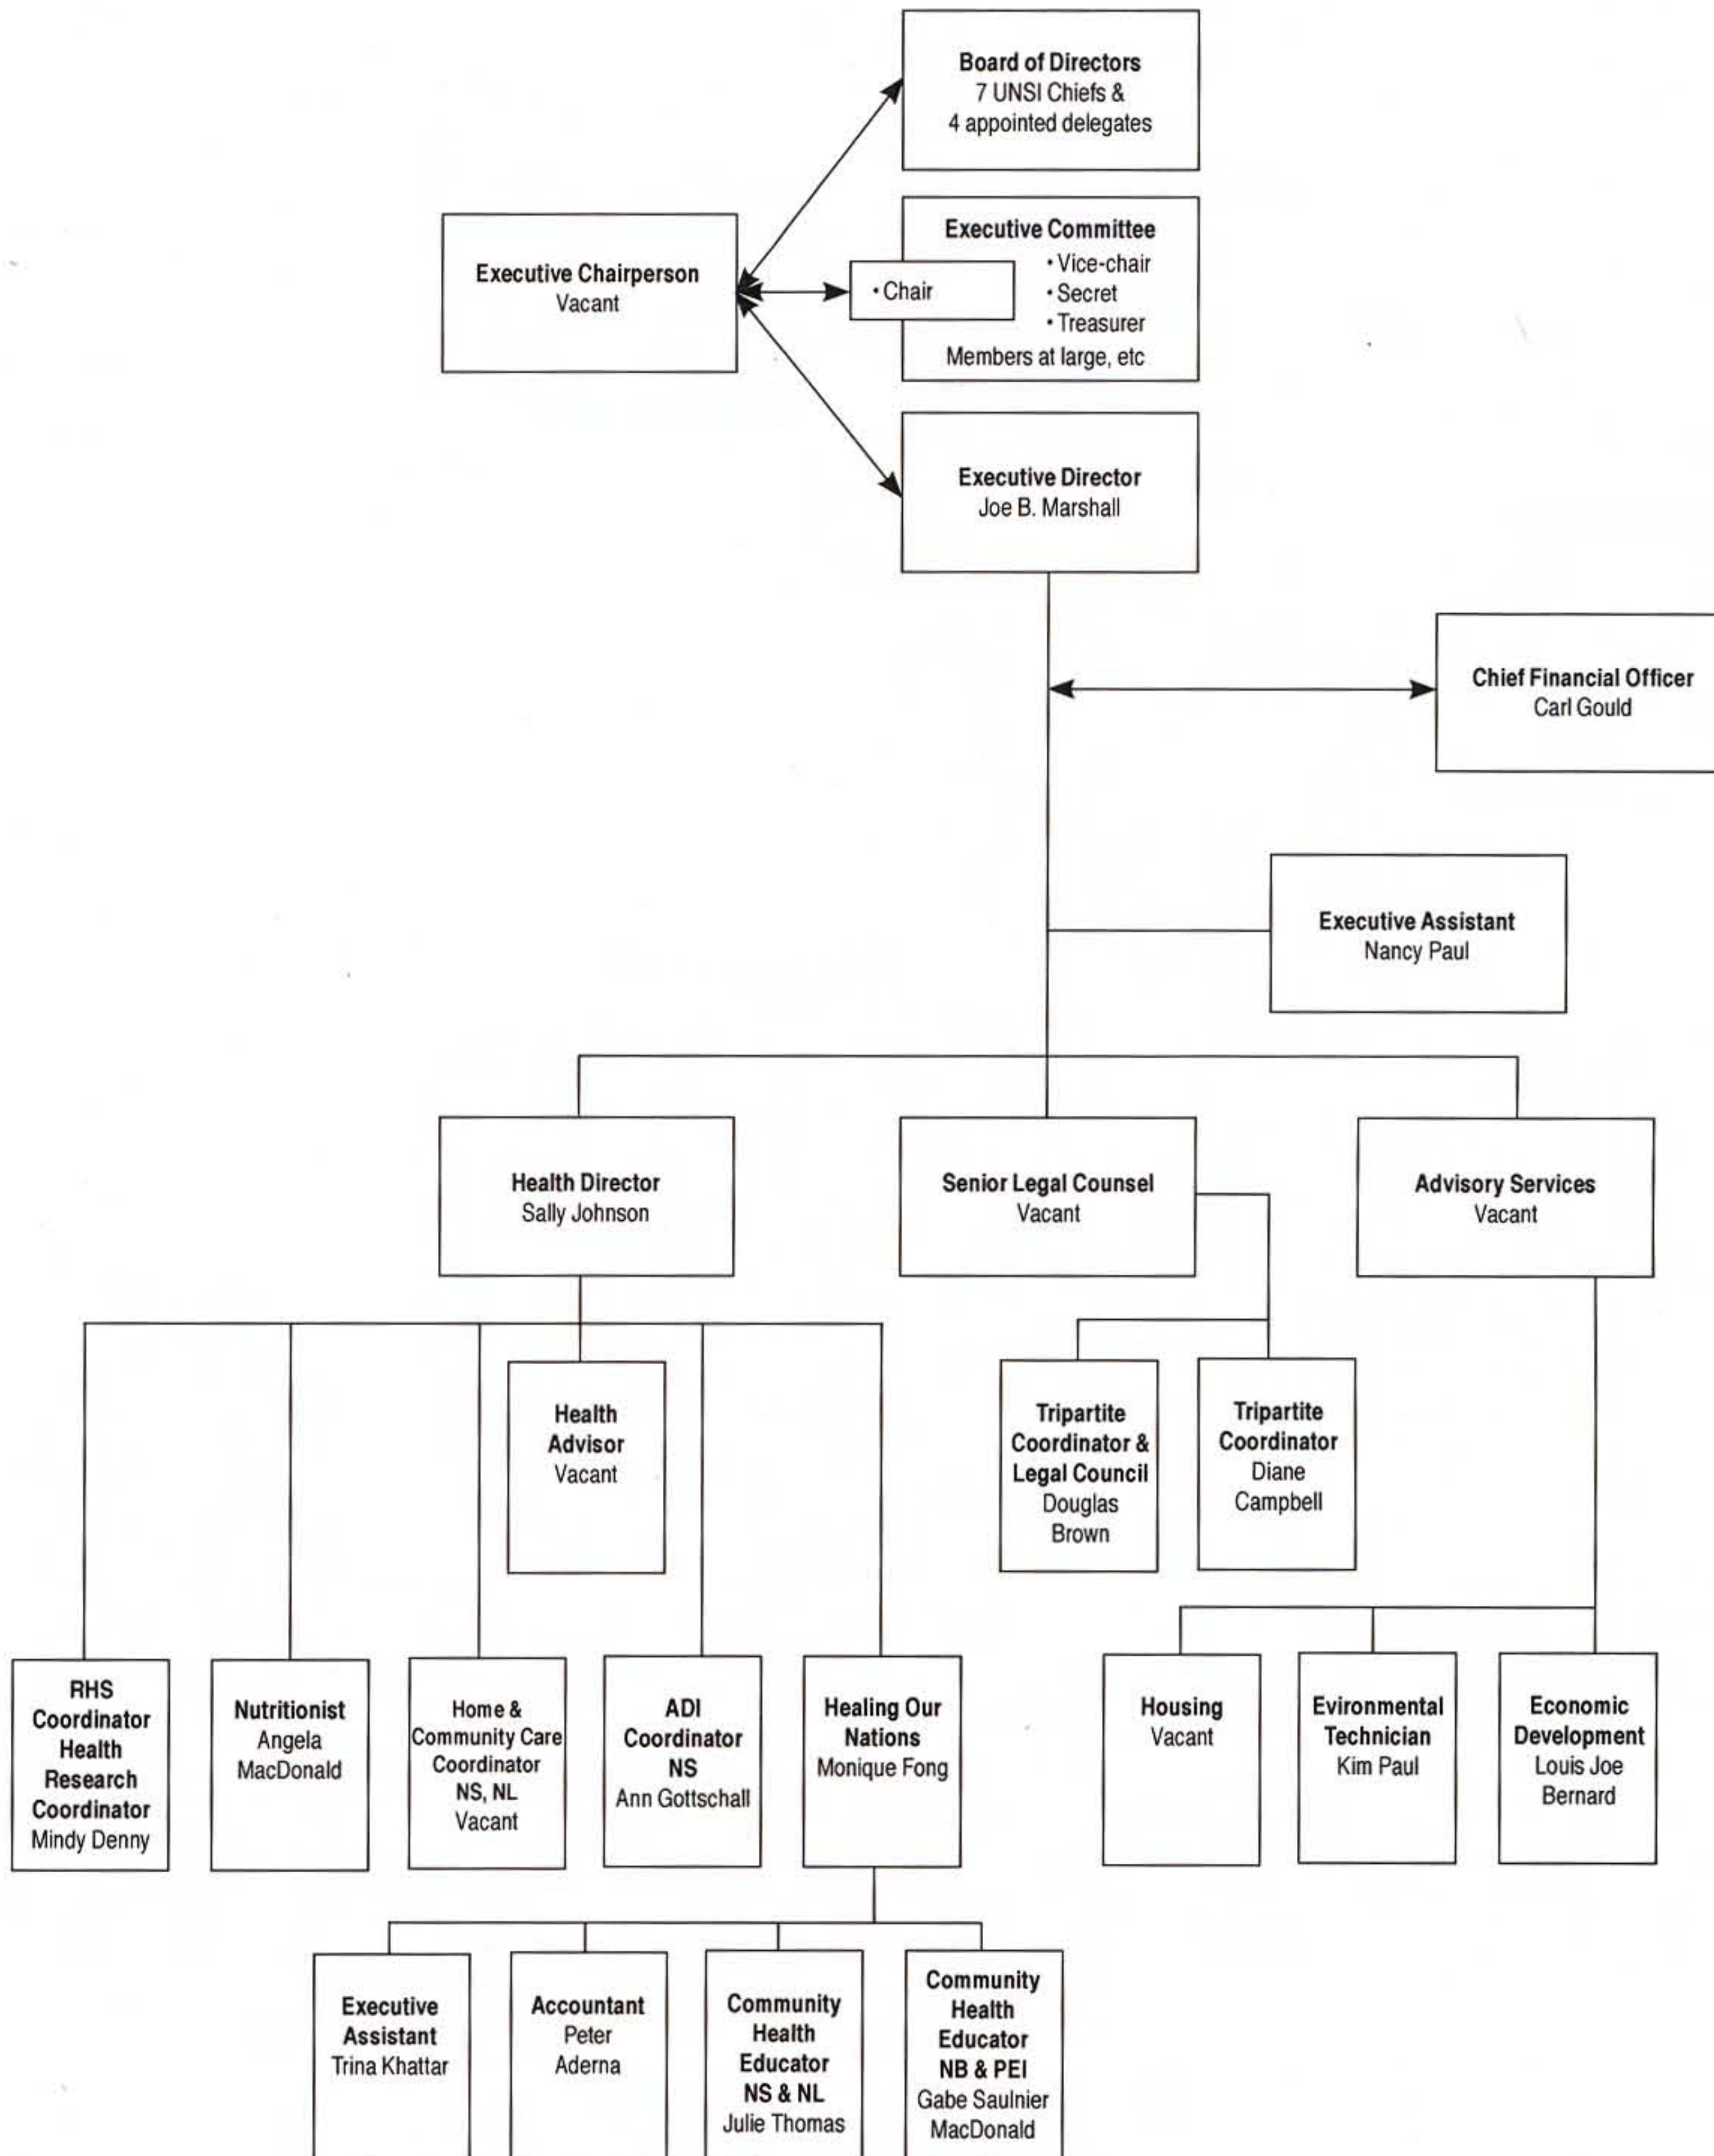 Board of Directors
7 UNSI Chiefs &
4 appointed delegates
Executive Chairperson
Vacant
Executive Committee
• Vice-chair
• Chair
• Secret
• Treasurer
Members at large, etc
Executive Director
Joe B. Marshall
Chief Financial Officer
Carl Gould
Executive Assistant
Nancy Paul
Health Director
Sally Johnson
Senior Legal Counsel
Vacant
Advisory Services
Vacant
Health
Advisor
Vacant
Tripartite
Coordinator &
Legal Council
Douglas
Brown
Tripartite
Coordinator
Diane
Campbell
RHS
Coordinator
Health
Research
Coordinator
Mindy Denny
Nutritionist
Angela
MacDonald
Home &
Community Care
Coordinator
NS, NL
Vacant
ADI
Coordinator
NS
Ann Gottschall
Healing Our
Nations
Monique Fong
Housing
Vacant
Evironmental
Technician
Kim Paul
Economic
Development
Louis Joe
Bernard
Executive
Assistant
Trina Khattar
Accountant
Peter
Aderna
Community
Health
Educator
NS & NL
Julie Thomas
Community
Health
Educator
NB & PEI
Gabe Saulnier
MacDonald